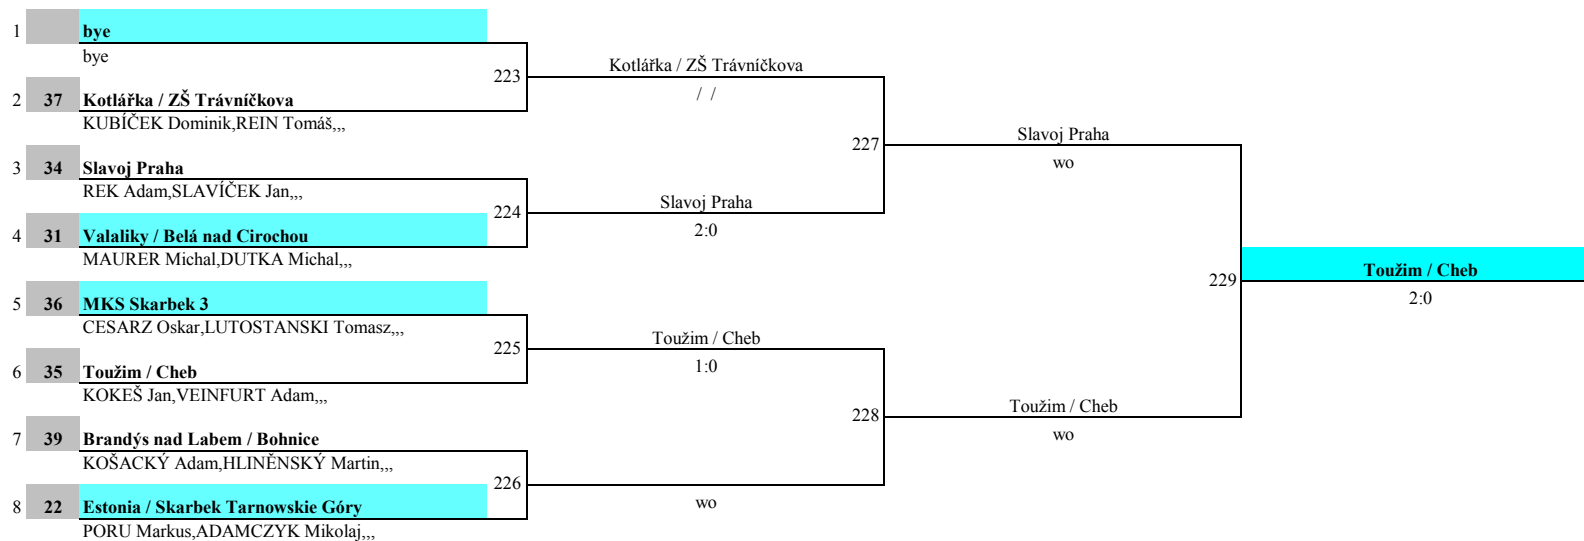 1 bye
bye
223
Kotlářka / ZŠ Trávníčkova
/ /
2 37 Kotlářka / ZŠ Trávníčkova
KUBÍČEK Dominik,REIN Tomáš,,,
227
Slavoj Praha
wo
3 34 Slavoj Praha
REK Adam,SLAVÍČEK Jan,,,
224
Slavoj Praha
2:0
4 31 Valaliky / Belá nad Cirochou
MAURER Michal,DUTKA Michal,,,
229
Toužim / Cheb
2:0
5 36 MKS Skarbek 3
CESARZ Oskar,LUTOSTANSKI Tomasz,,,
225
Toužim / Cheb
1:0
6 35 Toužim / Cheb
KOKEŠ Jan,VEINFURT Adam,,,
228
Toužim / Cheb
wo
7 39 Brandýs nad Labem / Bohnice
KOŠACKÝ Adam,HLINĚNSKÝ Martin,,,
226
wo
8 22 Estonia / Skarbek Tarnowskie Góry
PORU Markus,ADAMCZYK Mikolaj,,,